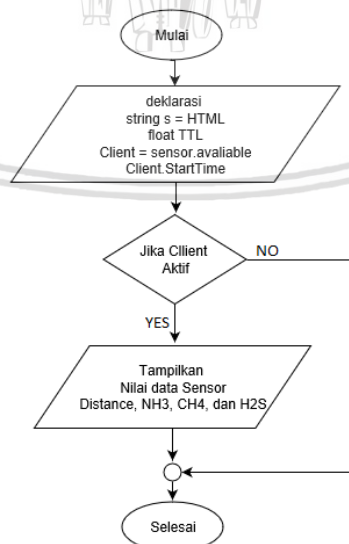 Mulai
deklarasi
string s = HTML
float TTL
Client = sensor.avaliable
Client.StartTime
Jika Cllient
Aktif
NO
YES
Tampilkan
Nilai data Sensor
Distance, NH3, CH4, dan H2S
Selesai